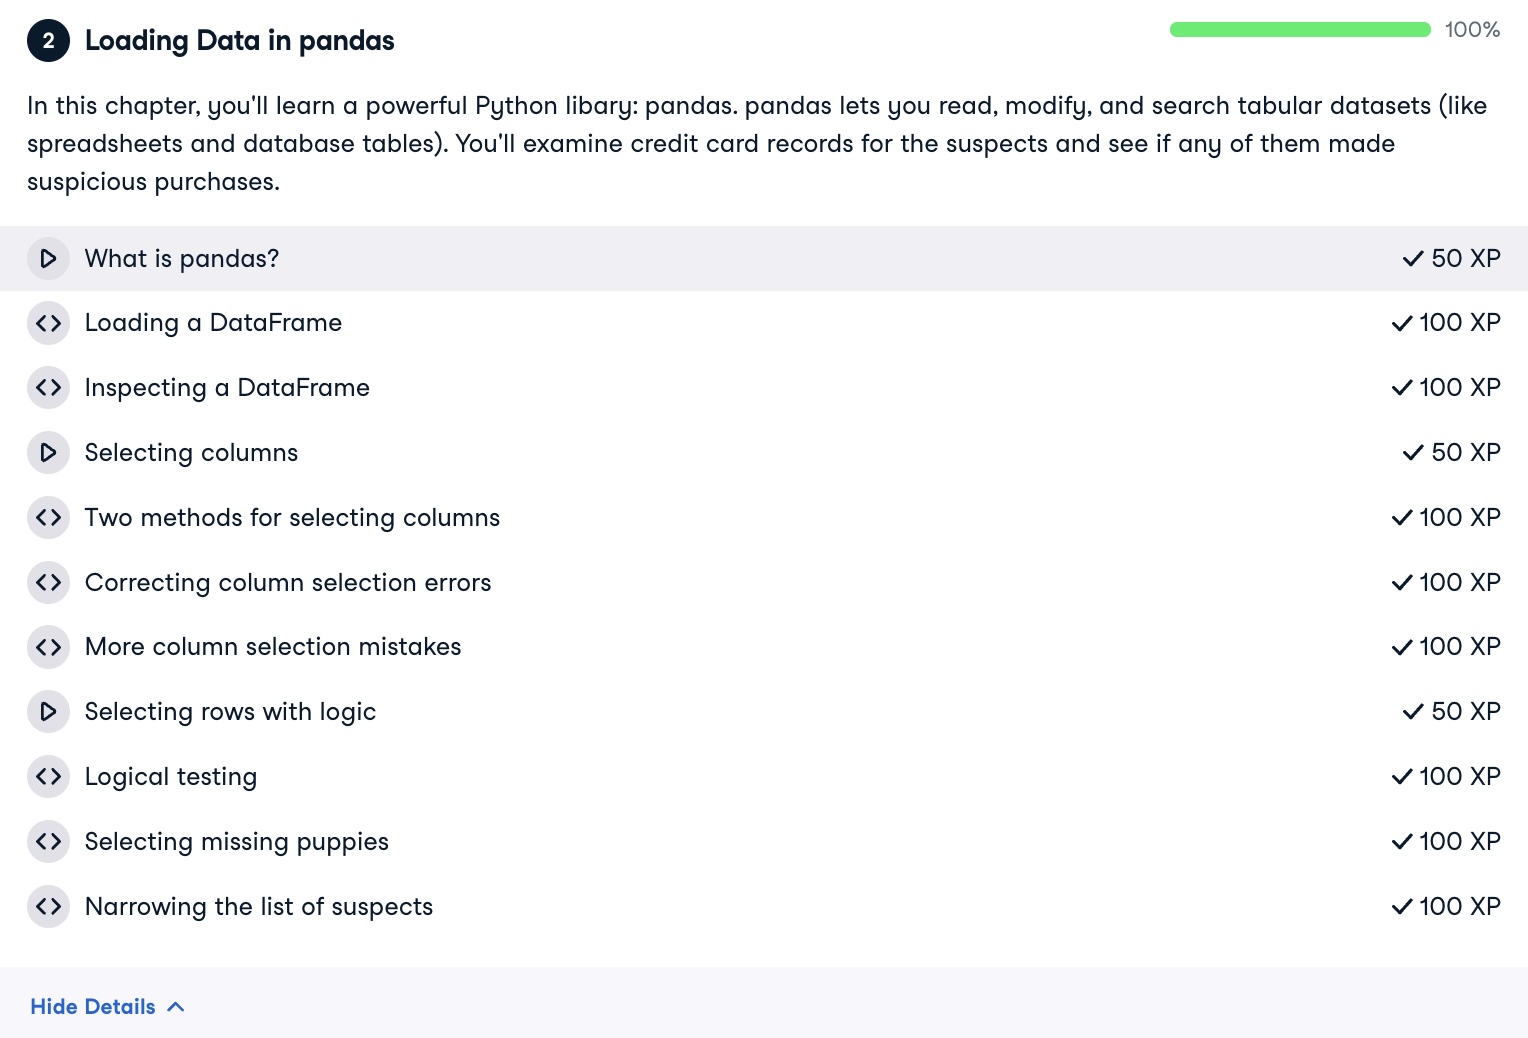 2 Loading Data in pandas
100%
In this chapter, you'll learn a powerful Python libary: pandas. pandas lets you read, modify, and search tabular datasets (like
spreadsheets and database tables). You'll examine credit card records for the suspects and see if any of them made
suspicious purchases.
What is pandas? 50 XP
Loading a DataFrame 100 XP
Inspecting a DataFrame 100 XP
Selecting columns 50 XP
Two methods for selecting columns 100 XP
Correcting column selection errors 100 XP
More column selection mistakes 100 XP
Selecting rows with logic 50 XP
Logical testing 100 XP
Selecting missing puppies 100 XP
Narrowing the list of suspects 100 XP
Hide Details